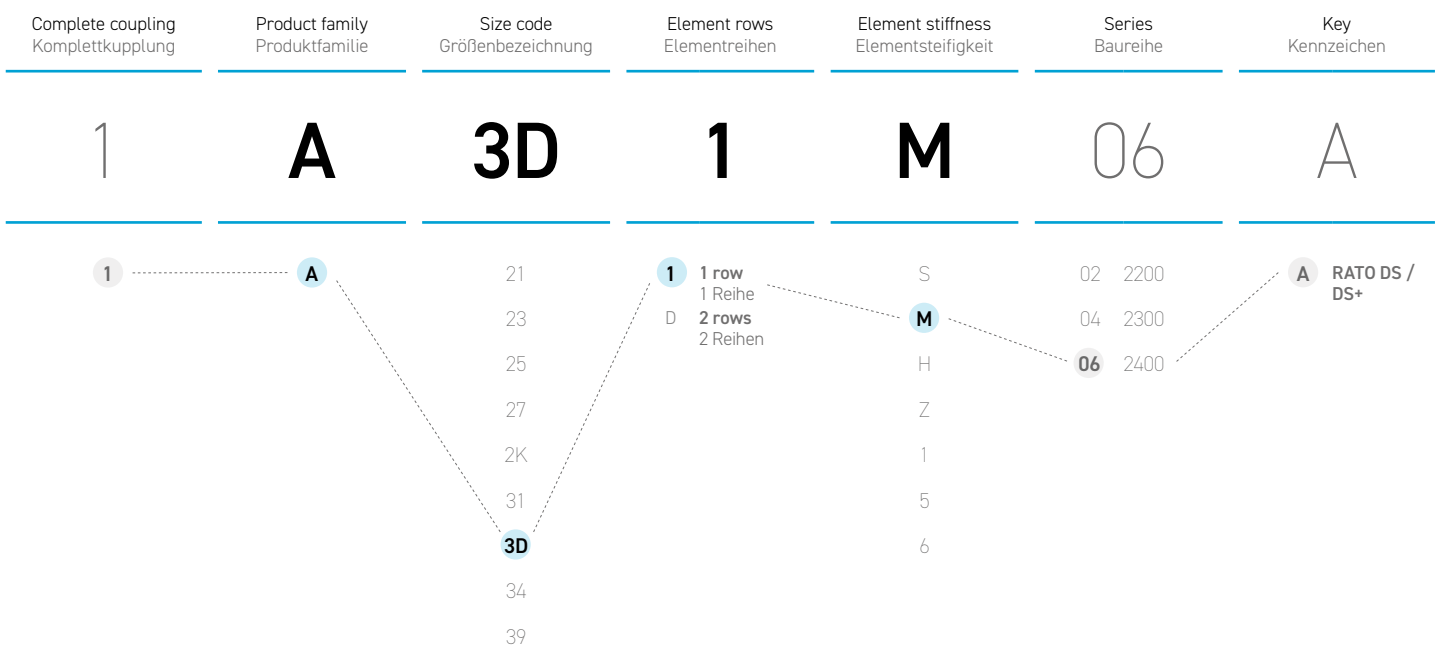 Complete coupling
Komplettkupplung
Product family
Produktfamilie
Size code
Größenbezeichnung
Element rows
Elementreihen
Element stiffness
Elementsteifigkeit
Series
Baureihe
Key
Kennzeichen
1 A 3D 1 M 06 A
1
A
21
23
25
27
2K
31
3D
34
39
1 1 row
1 Reihe
D 2 rows
2 Reihen
S
M
H
Z
1
5
6
02 2200
04 2300
06 2400
A RATO DS /
DS+